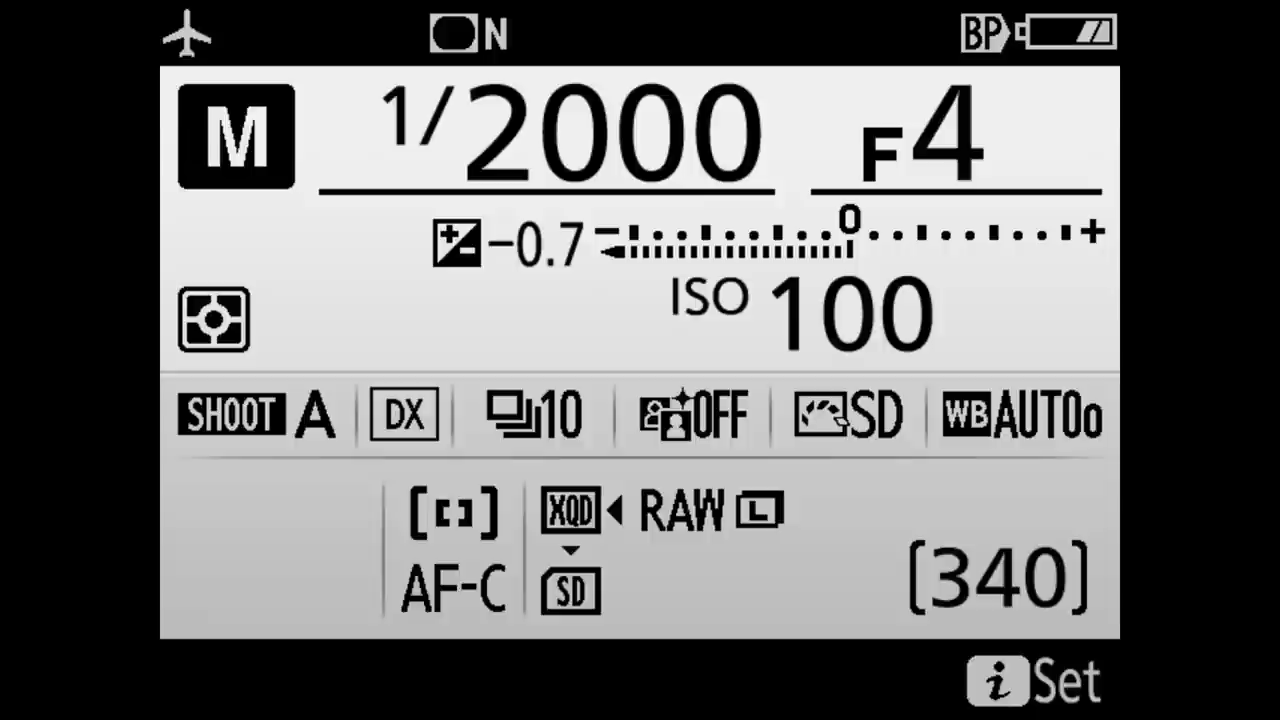 N BP
M 1/2000 F4
-0.7 - 0 +
ISO 100
SHOOT A DX 10 OFF SD WB AUTO0
[[ ]] XQD RAW L
AF-C SD [340]
i Set